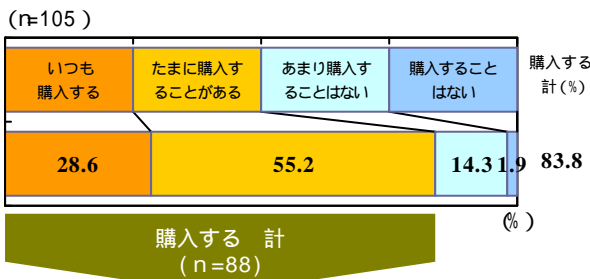 (n=105)
いつも
購入する
たまに購入す
ることがある
あまり購入す
ることはない
購入すること
はない
購入する
計(%)
28.6
55.2
14.3
1.9
83.8
(%)
購入する 計
(n=88)